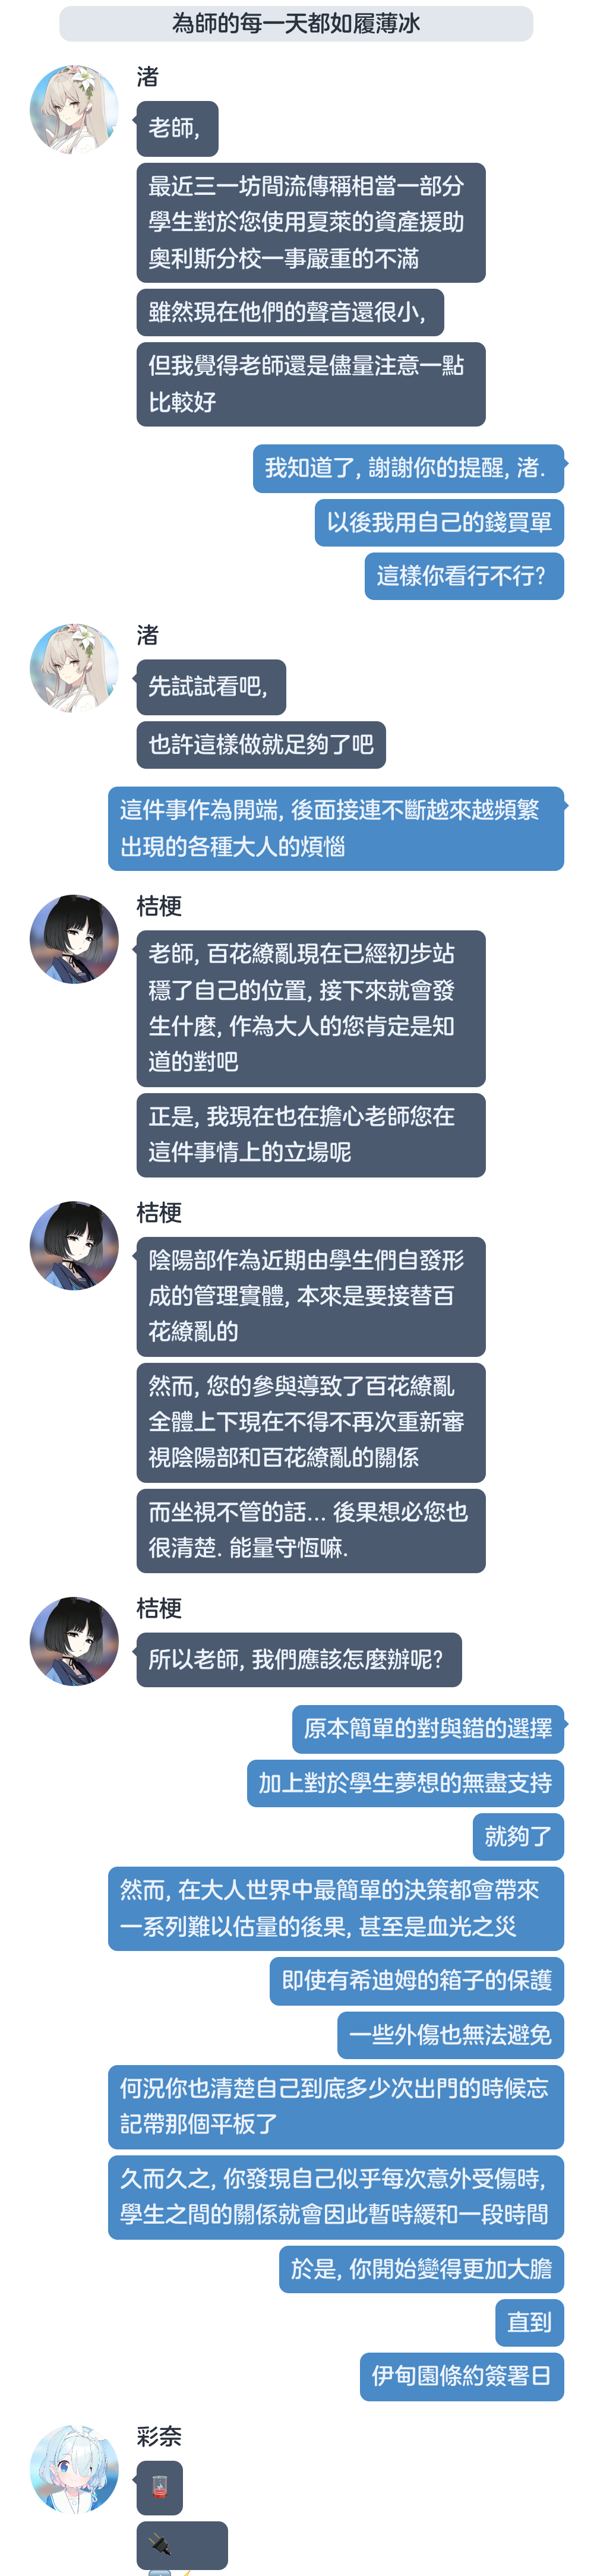 為師的每一天都如履薄冰
渚
老師,
最近三一坊間流傳稱相當一部分
學生對於您使用夏萊的資產援助
奧利斯分校一事嚴重的不滿
雖然現在他們的聲音還很小,
但我覺得老師還是儘量注意一點
比較好
我知道了, 謝謝你的提醒, 渚.
以後我用自己的錢買單
這樣你看行不行?
渚
先試試看吧,
也許這樣做就足夠了吧
這件事作為開端, 後面接連不斷越來越頻繁
出現的各種大人的煩惱
桔梗
老師, 百花繚亂現在已經初步站
穩了自己的位置, 接下來就會發
生什麼, 作為大人的您肯定是知
道的對吧
正是, 我現在也在擔心老師您在
這件事情上的立場呢
桔梗
陰陽部作為近期由學生們自發形
成的管理實體, 本來是要接替百
花繚亂的
然而, 您的參與導致了百花繚亂
全體上下現在不得不再次重新審
視陰陽部和百花繚亂的關係
而坐視不管的話... 後果想必您也
很清楚. 能量守恆嘛.
桔梗
所以老師, 我們應該怎麼辦呢?
原本簡單的對與錯的選擇
加上對於學生夢想的無盡支持
就夠了
然而, 在大人世界中最簡單的決策都會帶來
一系列難以估量的後果, 甚至是血光之災
即使有希迪姆的箱子的保護
一些外傷也無法避免
何況你也清楚自己到底多少次出門的時候忘
記帶那個平板了
久而久之, 你發現自己似乎每次意外受傷時,
學生之間的關係就會因此暫時緩和一段時間
於是, 你開始變得更加大膽
直到
伊甸園條約簽署日
彩奈